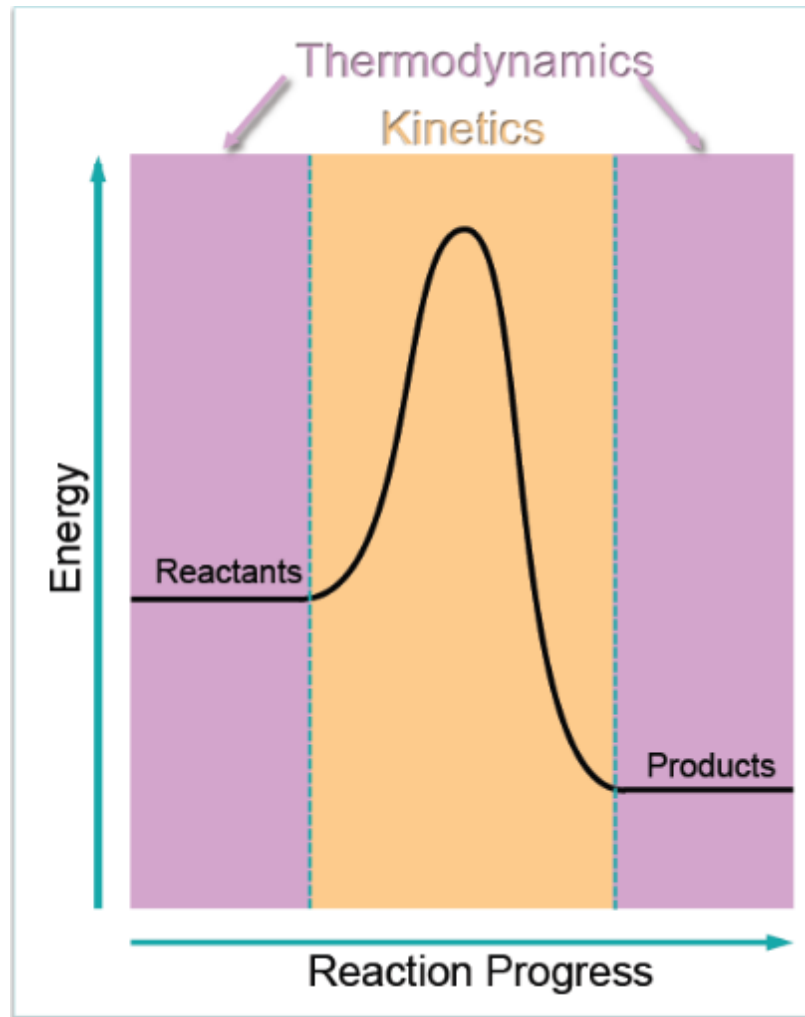 Thermodynamics
Kinetics
Energy
Reactants
Products
Reaction Progress